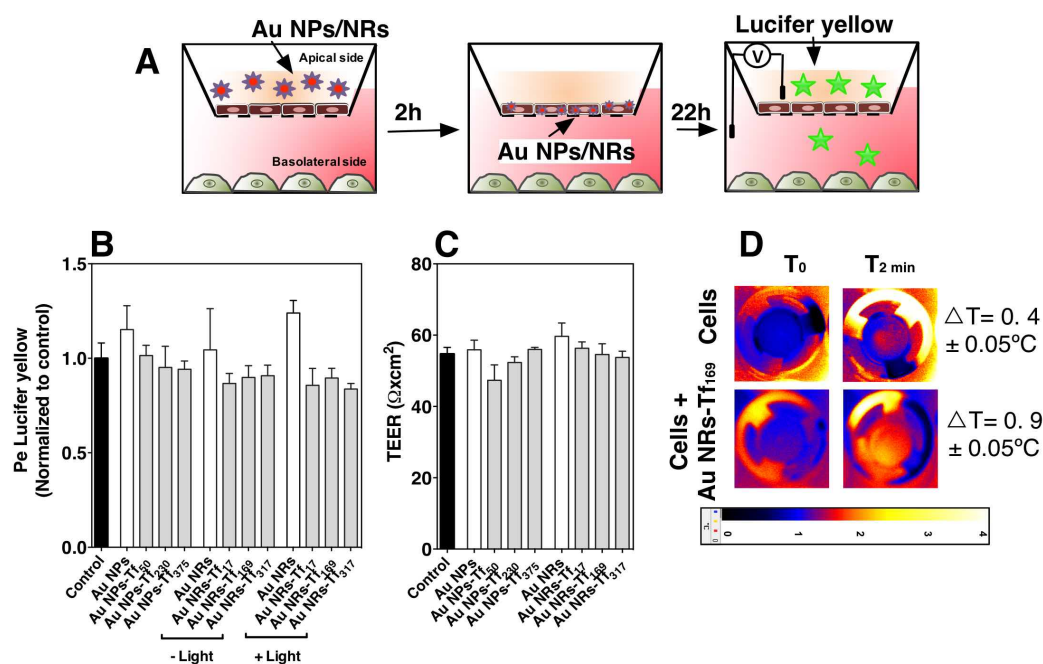 A
Au NPs/NRs
Apical side
Basolateral side
2h
Au NPs/NRs
22h
Lucifer yellow
V
B
Pe Lucifer yellow
(Normalized to control)
1.5
1.0
0.5
0.0
Control
Au NPs
Au NPs-Tf50
Au NPs-Tf230
Au NPs-Tf375
Au NRs
Au NRs-Tf17
Au NRs-Tf169
Au NRs-Tf317
Au NRs
Au NRs-Tf17
Au NRs-Tf169
Au NRs-Tf317
- Light
+ Light
C
TEER (Ωxcm2)
80
60
40
20
0
Control
Au NPs
Au NPs-Tf50
Au NPs-Tf230
Au NPs-Tf375
Au NRs
Au NRs-Tf17
Au NRs-Tf169
Au NRs-Tf317
D
T0
T2 min
Cells
△T= 0. 4
± 0.05ºC
Cells +
Au NRs-Tf169
△T= 0. 9
± 0.05ºC
ºC
0
1
2
3
4